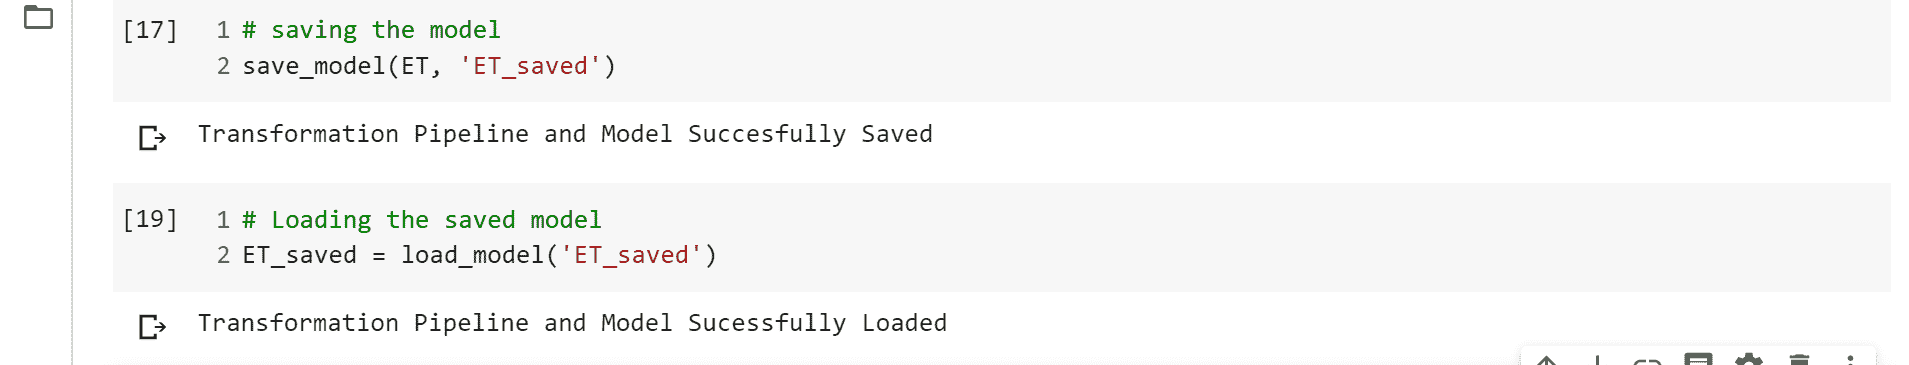 [17] 1 # saving the model
2 save_model(ET, 'ET_saved')
Transformation Pipeline and Model Succesfully Saved
[19] 1 # Loading the saved model
2 ET_saved = load_model('ET_saved')
Transformation Pipeline and Model Sucessfully Loaded